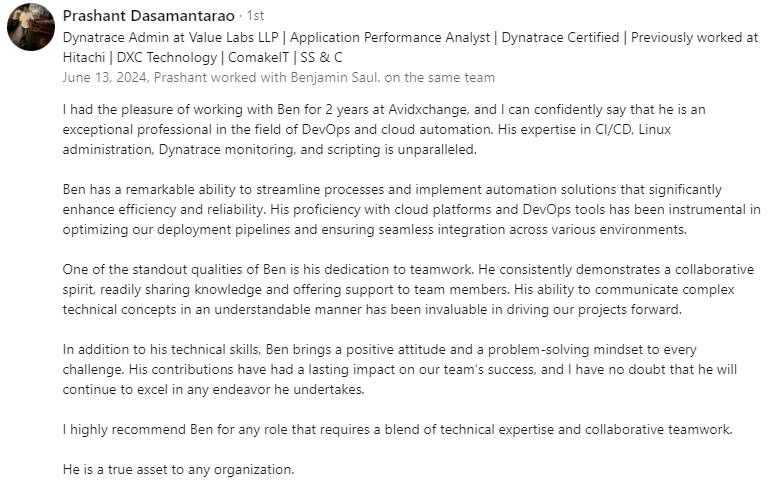 Prashant Dasamantarao · 1st
Dynatrace Admin at Value Labs LLP | Application Performance Analyst | Dynatrace Certified | Previously worked at
Hitachi | DXC Technology | ComakeIT | SS & C
June 13, 2024, Prashant worked with Benjamin Saul. on the same team
I had the pleasure of working with Ben for 2 years at Avidxchange, and I can confidently say that he is an
exceptional professional in the field of DevOps and cloud automation. His expertise in CI/CD, Linux
administration, Dynatrace monitoring, and scripting is unparalleled.
Ben has a remarkable ability to streamline processes and implement automation solutions that significantly
enhance efficiency and reliability. His proficiency with cloud platforms and DevOps tools has been instrumental in
optimizing our deployment pipelines and ensuring seamless integration across various environments.
One of the standout qualities of Ben is his dedication to teamwork. He consistently demonstrates a collaborative
spirit, readily sharing knowledge and offering support to team members. His ability to communicate complex
technical concepts in an understandable manner has been invaluable in driving our projects forward.
In addition to his technical skills, Ben brings a positive attitude and a problem-solving mindset to every
challenge. His contributions have had a lasting impact on our team's success, and I have no doubt that he will
continue to excel in any endeavor he undertakes.
I highly recommend Ben for any role that requires a blend of technical expertise and collaborative teamwork.
He is a true asset to any organization.